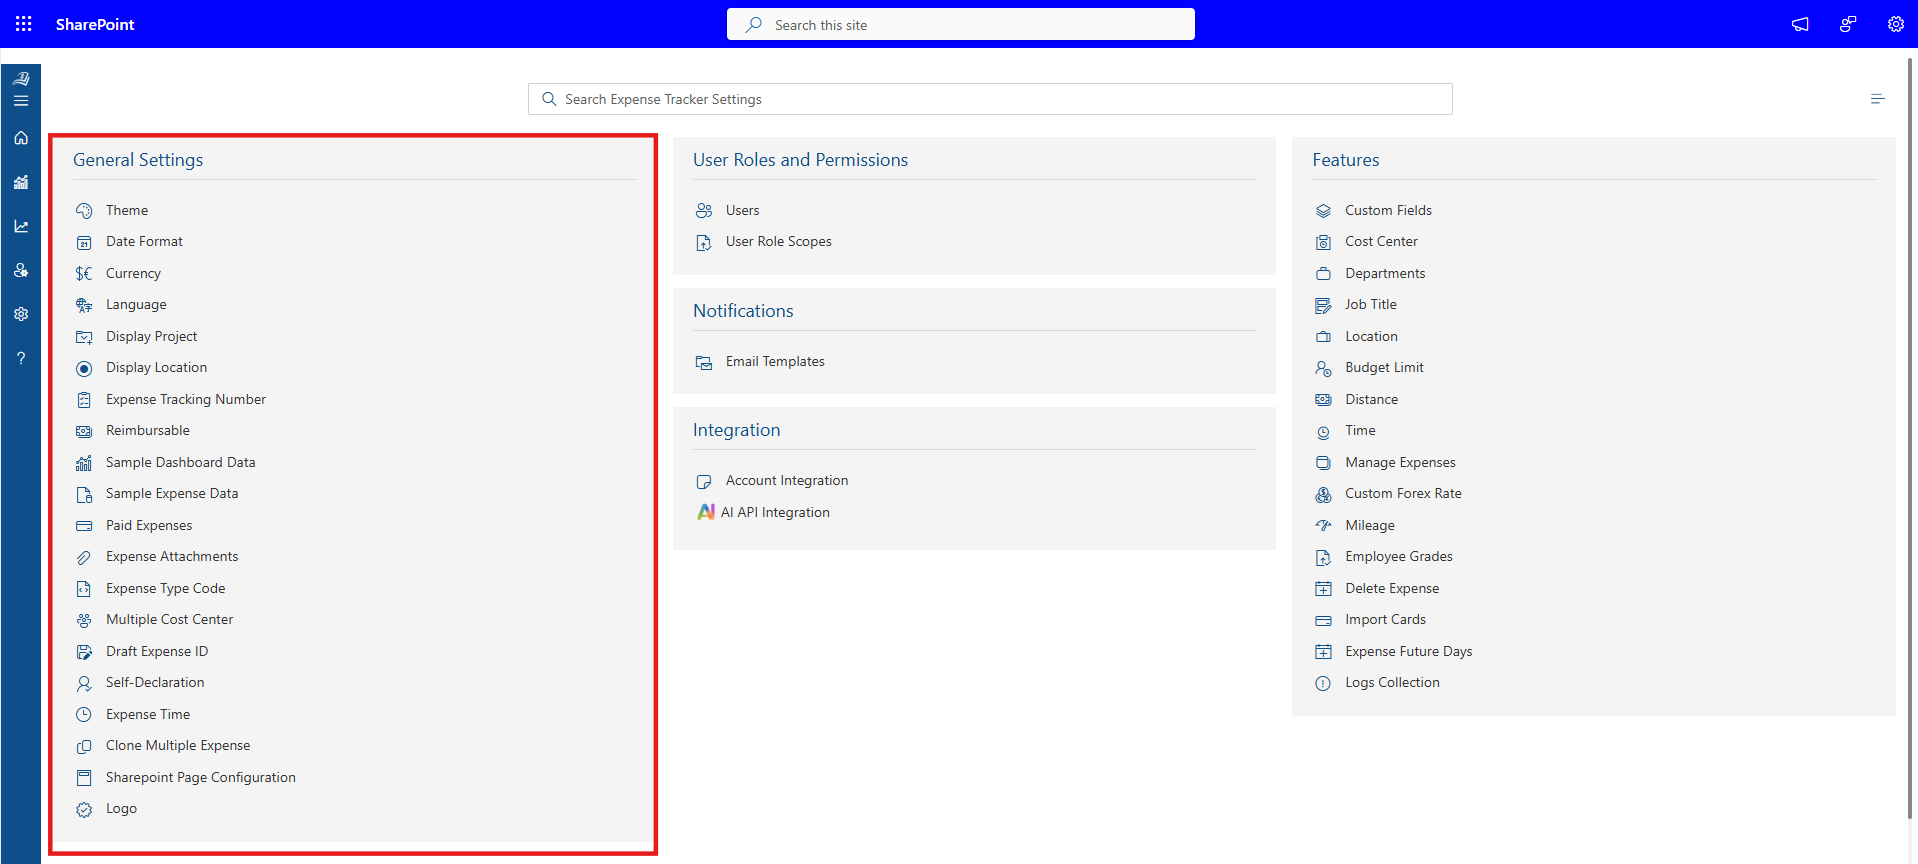 SharePoint
Search this site
Search Expense Tracker Settings
General Settings
Theme
Date Format
Currency
Language
Display Project
Display Location
Expense Tracking Number
Reimbursable
Sample Dashboard Data
Sample Expense Data
Paid Expenses
Expense Attachments
Expense Type Code
Multiple Cost Center
Draft Expense ID
Self-Declaration
Expense Time
Clone Multiple Expense
Sharepoint Page Configuration
Logo
User Roles and Permissions
Users
User Role Scopes
Notifications
Email Templates
Integration
Account Integration
AI AI API Integration
Features
Custom Fields
Cost Center
Departments
Job Title
Location
Budget Limit
Distance
Time
Manage Expenses
Custom Forex Rate
Mileage
Employee Grades
Delete Expense
Import Cards
Expense Future Days
Logs Collection